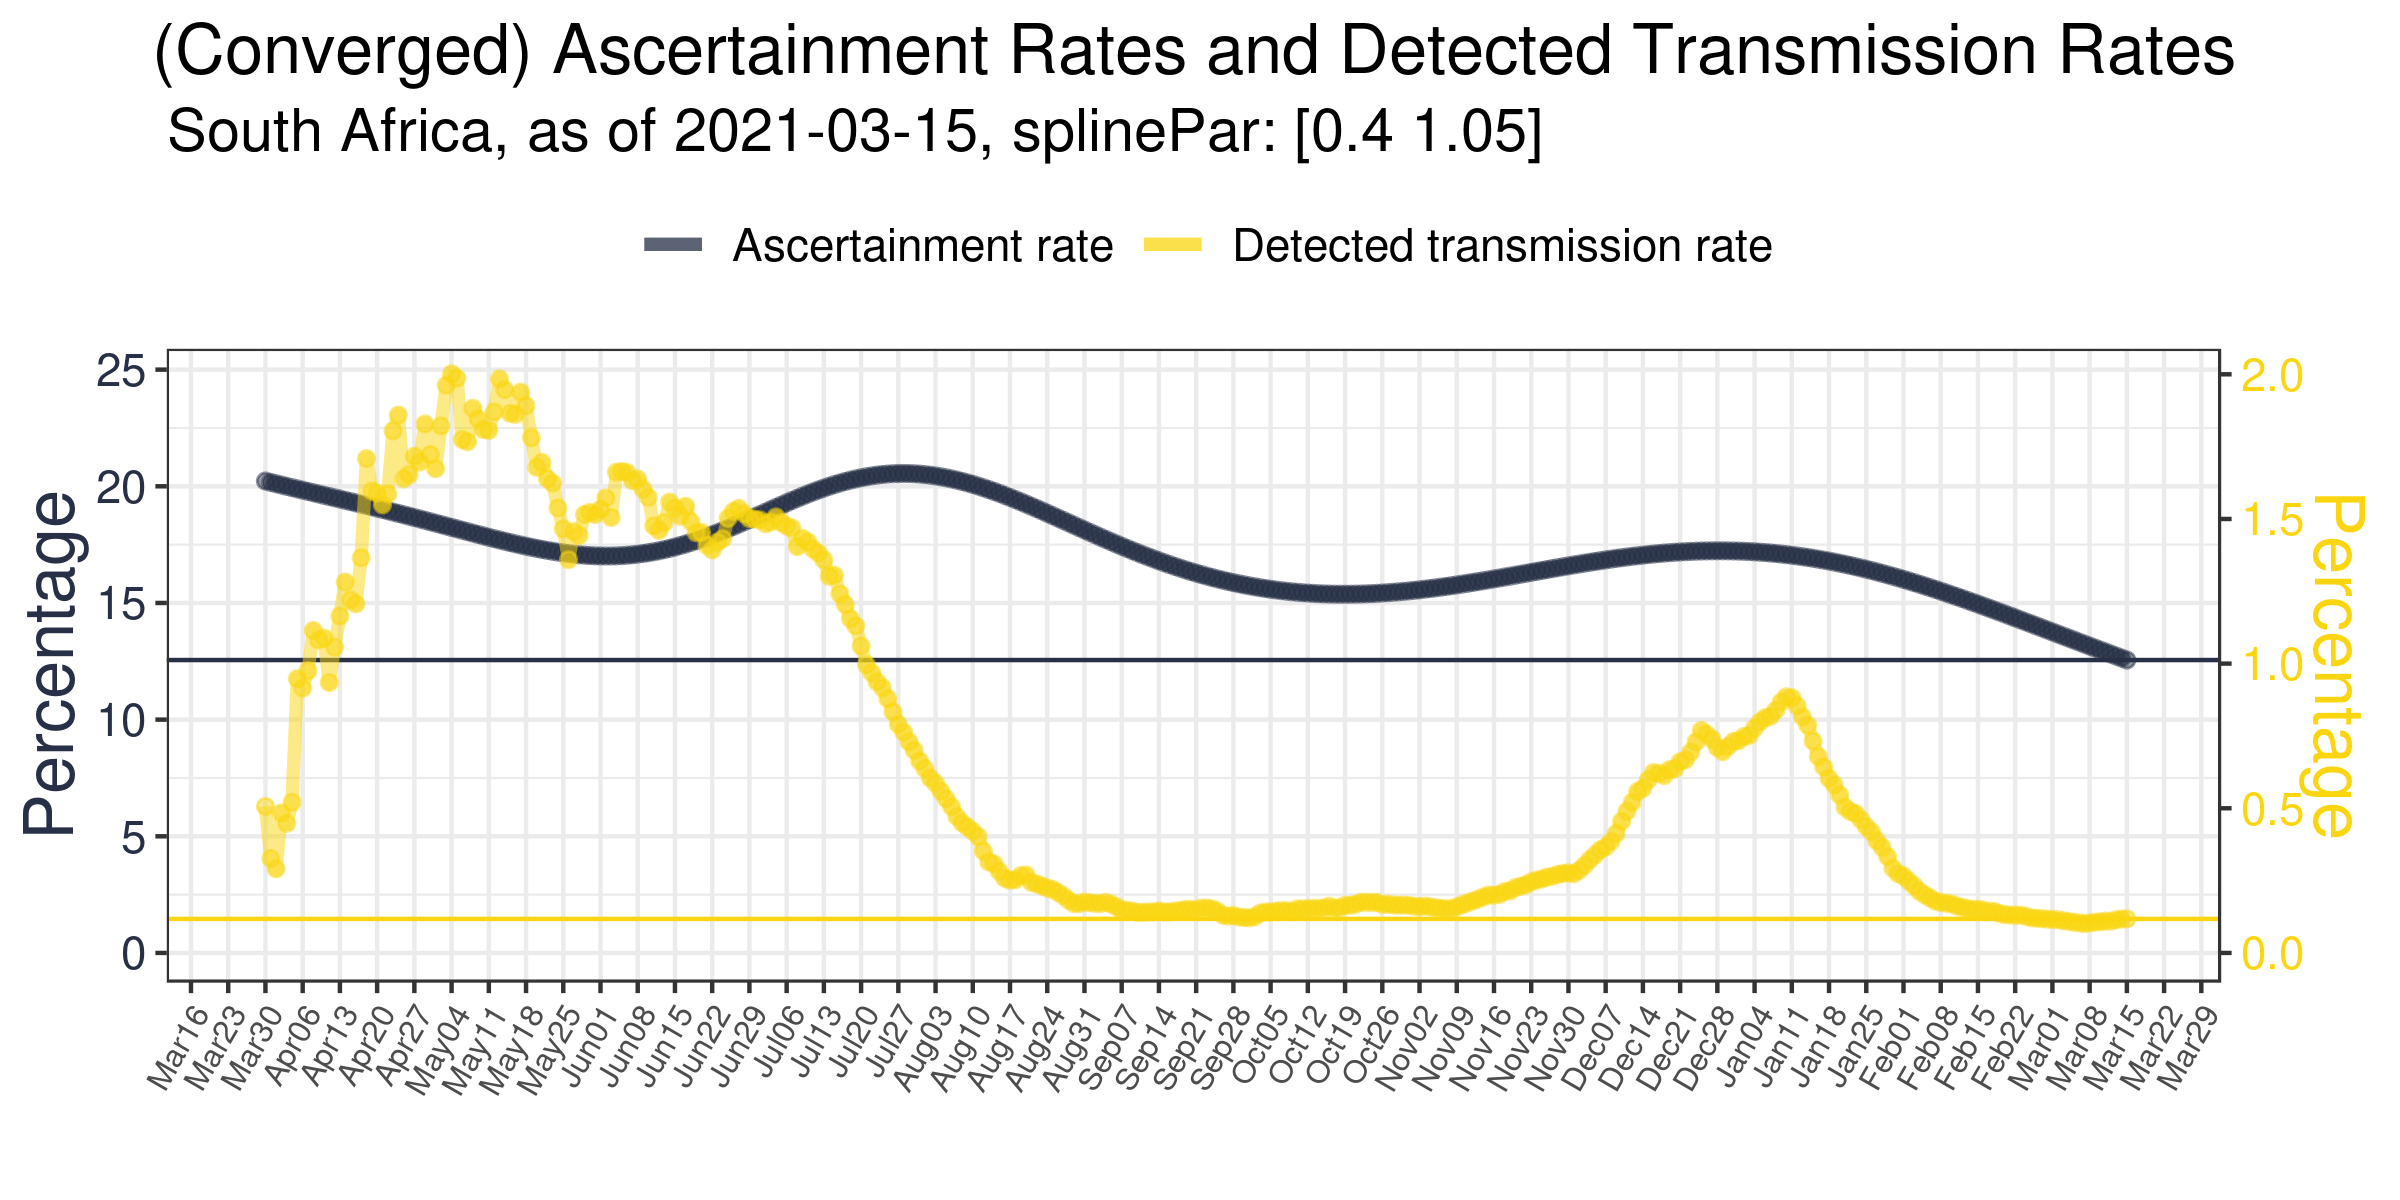 (Converged) Ascertainment Rates and Detected Transmission Rates
South Africa, as of 2021-03-15, splinePar: [0.4 1.05]
Ascertainment rate
Detected transmission rate
Percentage
25
20
15
10
5
0
2.0
1.5
1.0
0.5
0.0
Percentage
Mar16
Mar23
Mar30
Apr06
Apr13
Apr20
Apr27
May04
May11
May18
May25
Jun01
Jun08
Jun15
Jun22
Jun29
Jul06
Jul13
Jul20
Jul27
Aug03
Aug10
Aug17
Aug24
Aug31
Sep07
Sep14
Sep21
Sep28
Oct05
Oct12
Oct19
Oct26
Nov02
Nov09
Nov16
Nov23
Nov30
Dec07
Dec14
Dec21
Dec28
Jan04
Jan11
Jan18
Jan25
Feb01
Feb08
Feb15
Feb22
Mar01
Mar08
Mar15
Mar22
Mar29